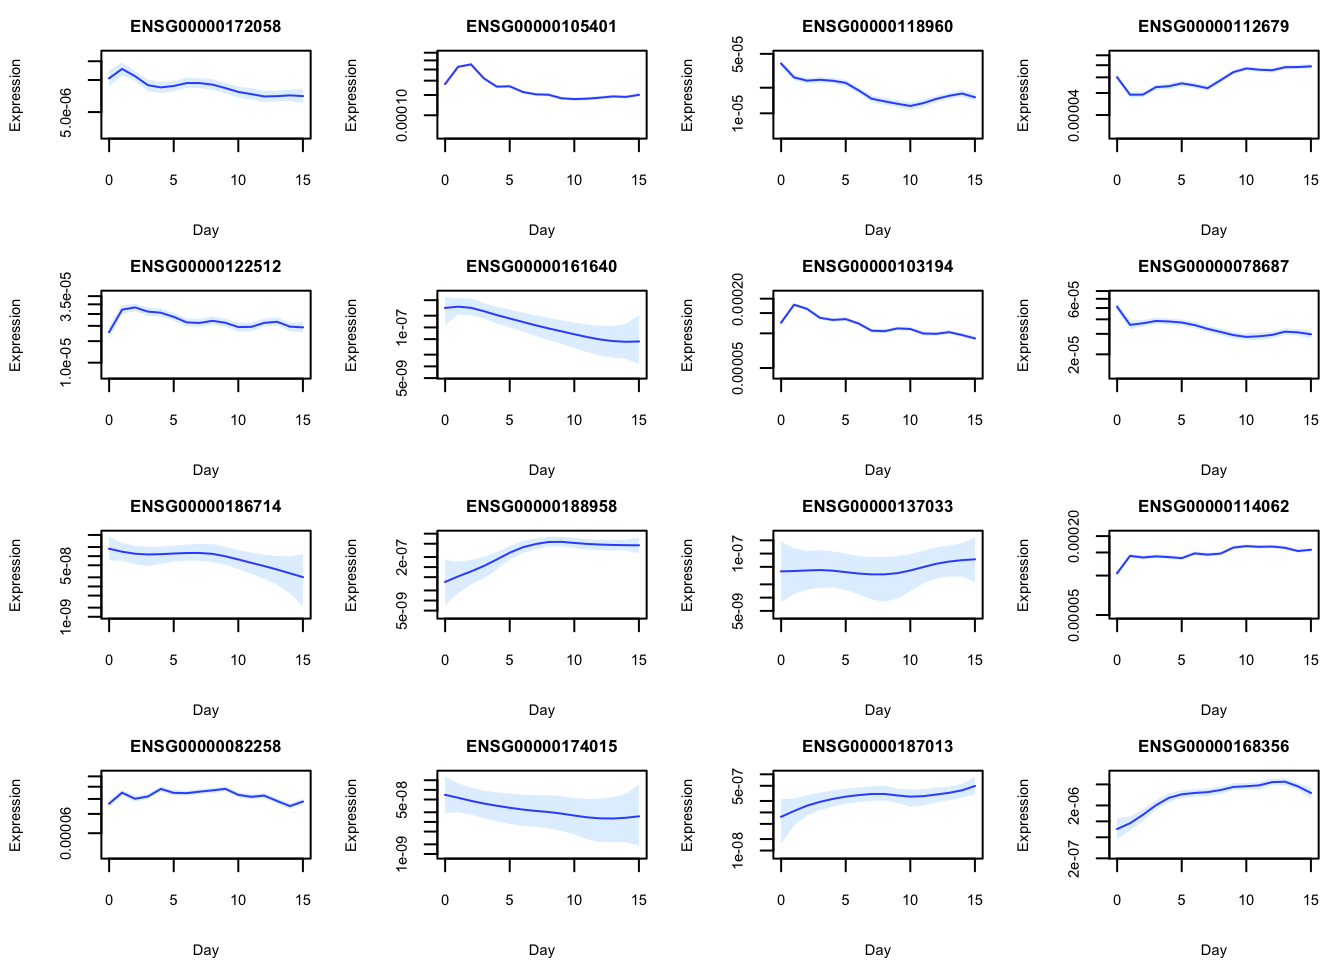 ENSG00000172058
Expression
5.0e-06
0 5 10 15
Day
ENSG00000105401
Expression
0.00010
0 5 10 15
Day
ENSG00000118960
Expression
1e-05 5e-05
0 5 10 15
Day
ENSG00000112679
Expression
0.00004
0 5 10 15
Day
ENSG00000122512
Expression
1.0e-05 3.5e-05
0 5 10 15
Day
ENSG00000161640
Expression
5e-09 1e-07
0 5 10 15
Day
ENSG00000103194
Expression
0.00005 0.00020
0 5 10 15
Day
ENSG00000078687
Expression
2e-05 6e-05
0 5 10 15
Day
ENSG00000186714
Expression
1e-09 5e-08
0 5 10 15
Day
ENSG00000188958
Expression
5e-09 2e-07
0 5 10 15
Day
ENSG00000137033
Expression
5e-09 1e-07
0 5 10 15
Day
ENSG00000114062
Expression
0.00005 0.00020
0 5 10 15
Day
ENSG00000082258
Expression
0.00006
0 5 10 15
Day
ENSG00000174015
Expression
1e-09 5e-08
0 5 10 15
Day
ENSG00000187013
Expression
1e-08 5e-07
0 5 10 15
Day
ENSG00000168356
Expression
2e-07 2e-06
0 5 10 15
Day